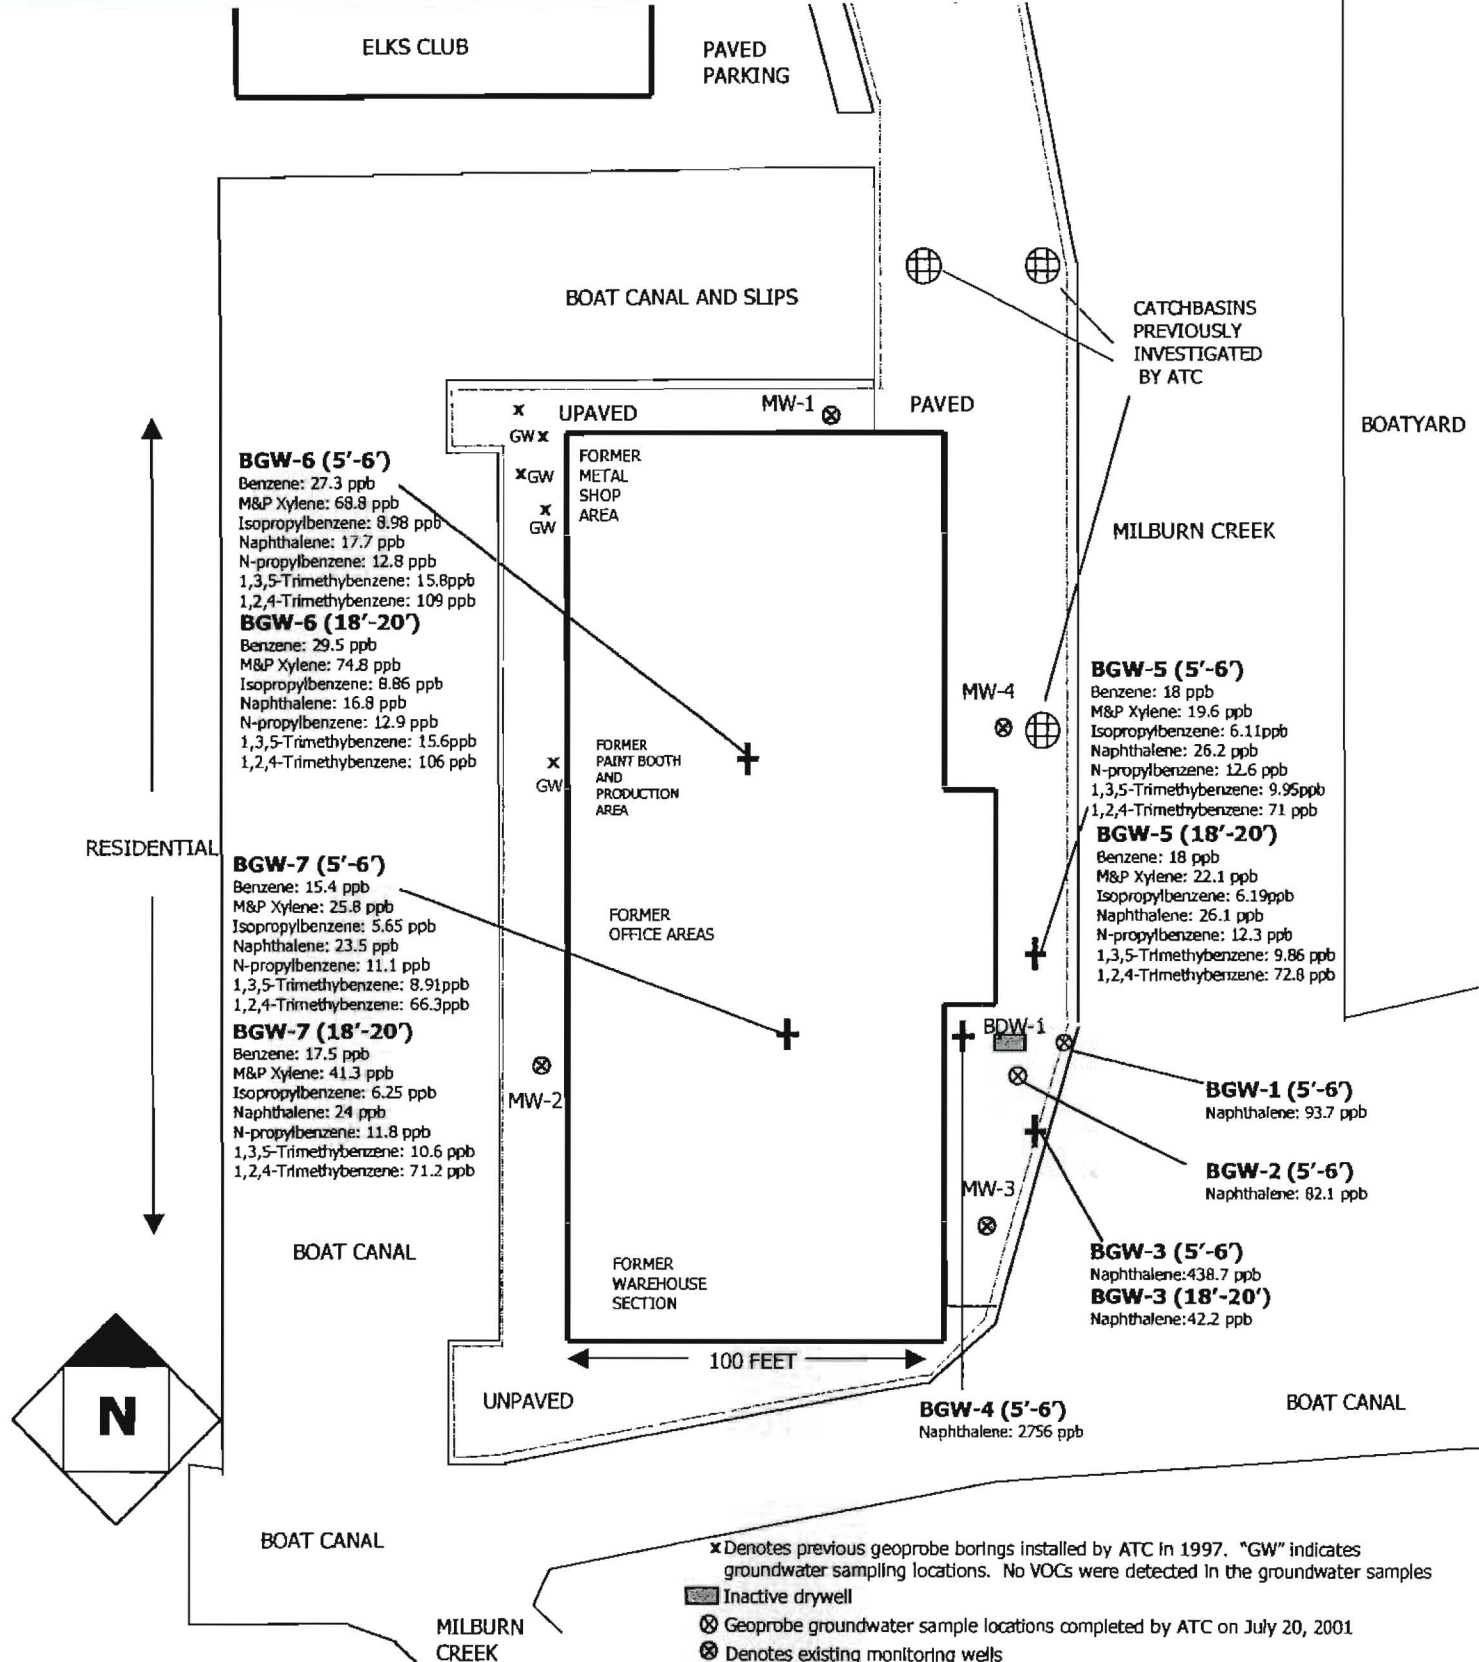 ELKS CLUB
PAVED
PARKING
BOAT CANAL AND SLIPS
CATCHBASINS
PREVIOUSLY
INVESTIGATED
BY ATC
UPAVED
MW-1
PAVED
BOATYARD
GW
GW
GW
FORMER
METAL
SHOP
AREA
BGW-6 (5'-6')
Benzene: 27.3 ppb
M&P Xylene: 68.8 ppb
Isopropylbenzene: 8.98 ppb
Naphthalene: 17.7 ppb
N-propylbenzene: 12.8 ppb
1,3,5-Trimethybenzene: 15.8ppb
1,2,4-Trimethybenzene: 109 ppb
BGW-6 (18'-20')
Benzene: 29.5 ppb
M&P Xylene: 74.8 ppb
Isopropylbenzene: 8.86 ppb
Naphthalene: 16.8 ppb
N-propylbenzene: 12.9 ppb
1,3,5-Trimethybenzene: 15.6ppb
1,2,4-Trimethybenzene: 106 ppb
MILBURN CREEK
MW-4
BGW-5 (5'-6')
Benzene: 18 ppb
M&P Xylene: 19.6 ppb
Isopropylbenzene: 6.11ppb
Naphthalene: 26.2 ppb
N-propylbenzene: 12.6 ppb
1,3,5-Trimethybenzene: 9.95ppb
1,2,4-Trimethybenzene: 71 ppb
BGW-5 (18'-20')
Benzene: 18 ppb
M&P Xylene: 22.1 ppb
Isopropylbenzene: 6.19ppb
Naphthalene: 26.1 ppb
N-propylbenzene: 12.3 ppb
1,3,5-Trimethybenzene: 9.86 ppb
1,2,4-Trimethybenzene: 72.8 ppb
GW
FORMER
PAINT BOOTH
AND
PRODUCTION
AREA
RESIDENTIAL
BGW-7 (5'-6')
Benzene: 15.4 ppb
M&P Xylene: 25.8 ppb
Isopropylbenzene: 5.65 ppb
Naphthalene: 23.5 ppb
N-propylbenzene: 11.1 ppb
1,3,5-Trimethybenzene: 8.91ppb
1,2,4-Trimethybenzene: 66.3ppb
BGW-7 (18'-20')
Benzene: 17.5 ppb
M&P Xylene: 41.3 ppb
Isopropylbenzene: 6.25 ppb
Naphthalene: 24 ppb
N-propylbenzene: 11.8 ppb
1,3,5-Trimethybenzene: 10.6 ppb
1,2,4-Trimethybenzene: 71.2 ppb
FORMER
OFFICE AREAS
BDW-1
MW-2
BGW-1 (5'-6')
Naphthalene: 93.7 ppb
BGW-2 (5'-6')
Naphthalene: 82.1 ppb
MW-3
BGW-3 (5'-6')
Naphthalene:438.7 ppb
BGW-3 (18'-20')
Naphthalene:42.2 ppb
BOAT CANAL
FORMER
WAREHOUSE
SECTION
100 FEET
N
UNPAVED
BGW-4 (5'-6')
Naphthalene: 2756 ppb
BOAT CANAL
BOAT CANAL
MILBURN
CREEK
x Denotes previous geoprobe borings installed by ATC in 1997. "GW" indicates
groundwater sampling locations. No VOCs were detected in the groundwater samples
Inactive drywell
Geoprobe groundwater sample locations completed by ATC on July 20, 2001
Denotes existing monitoring wells